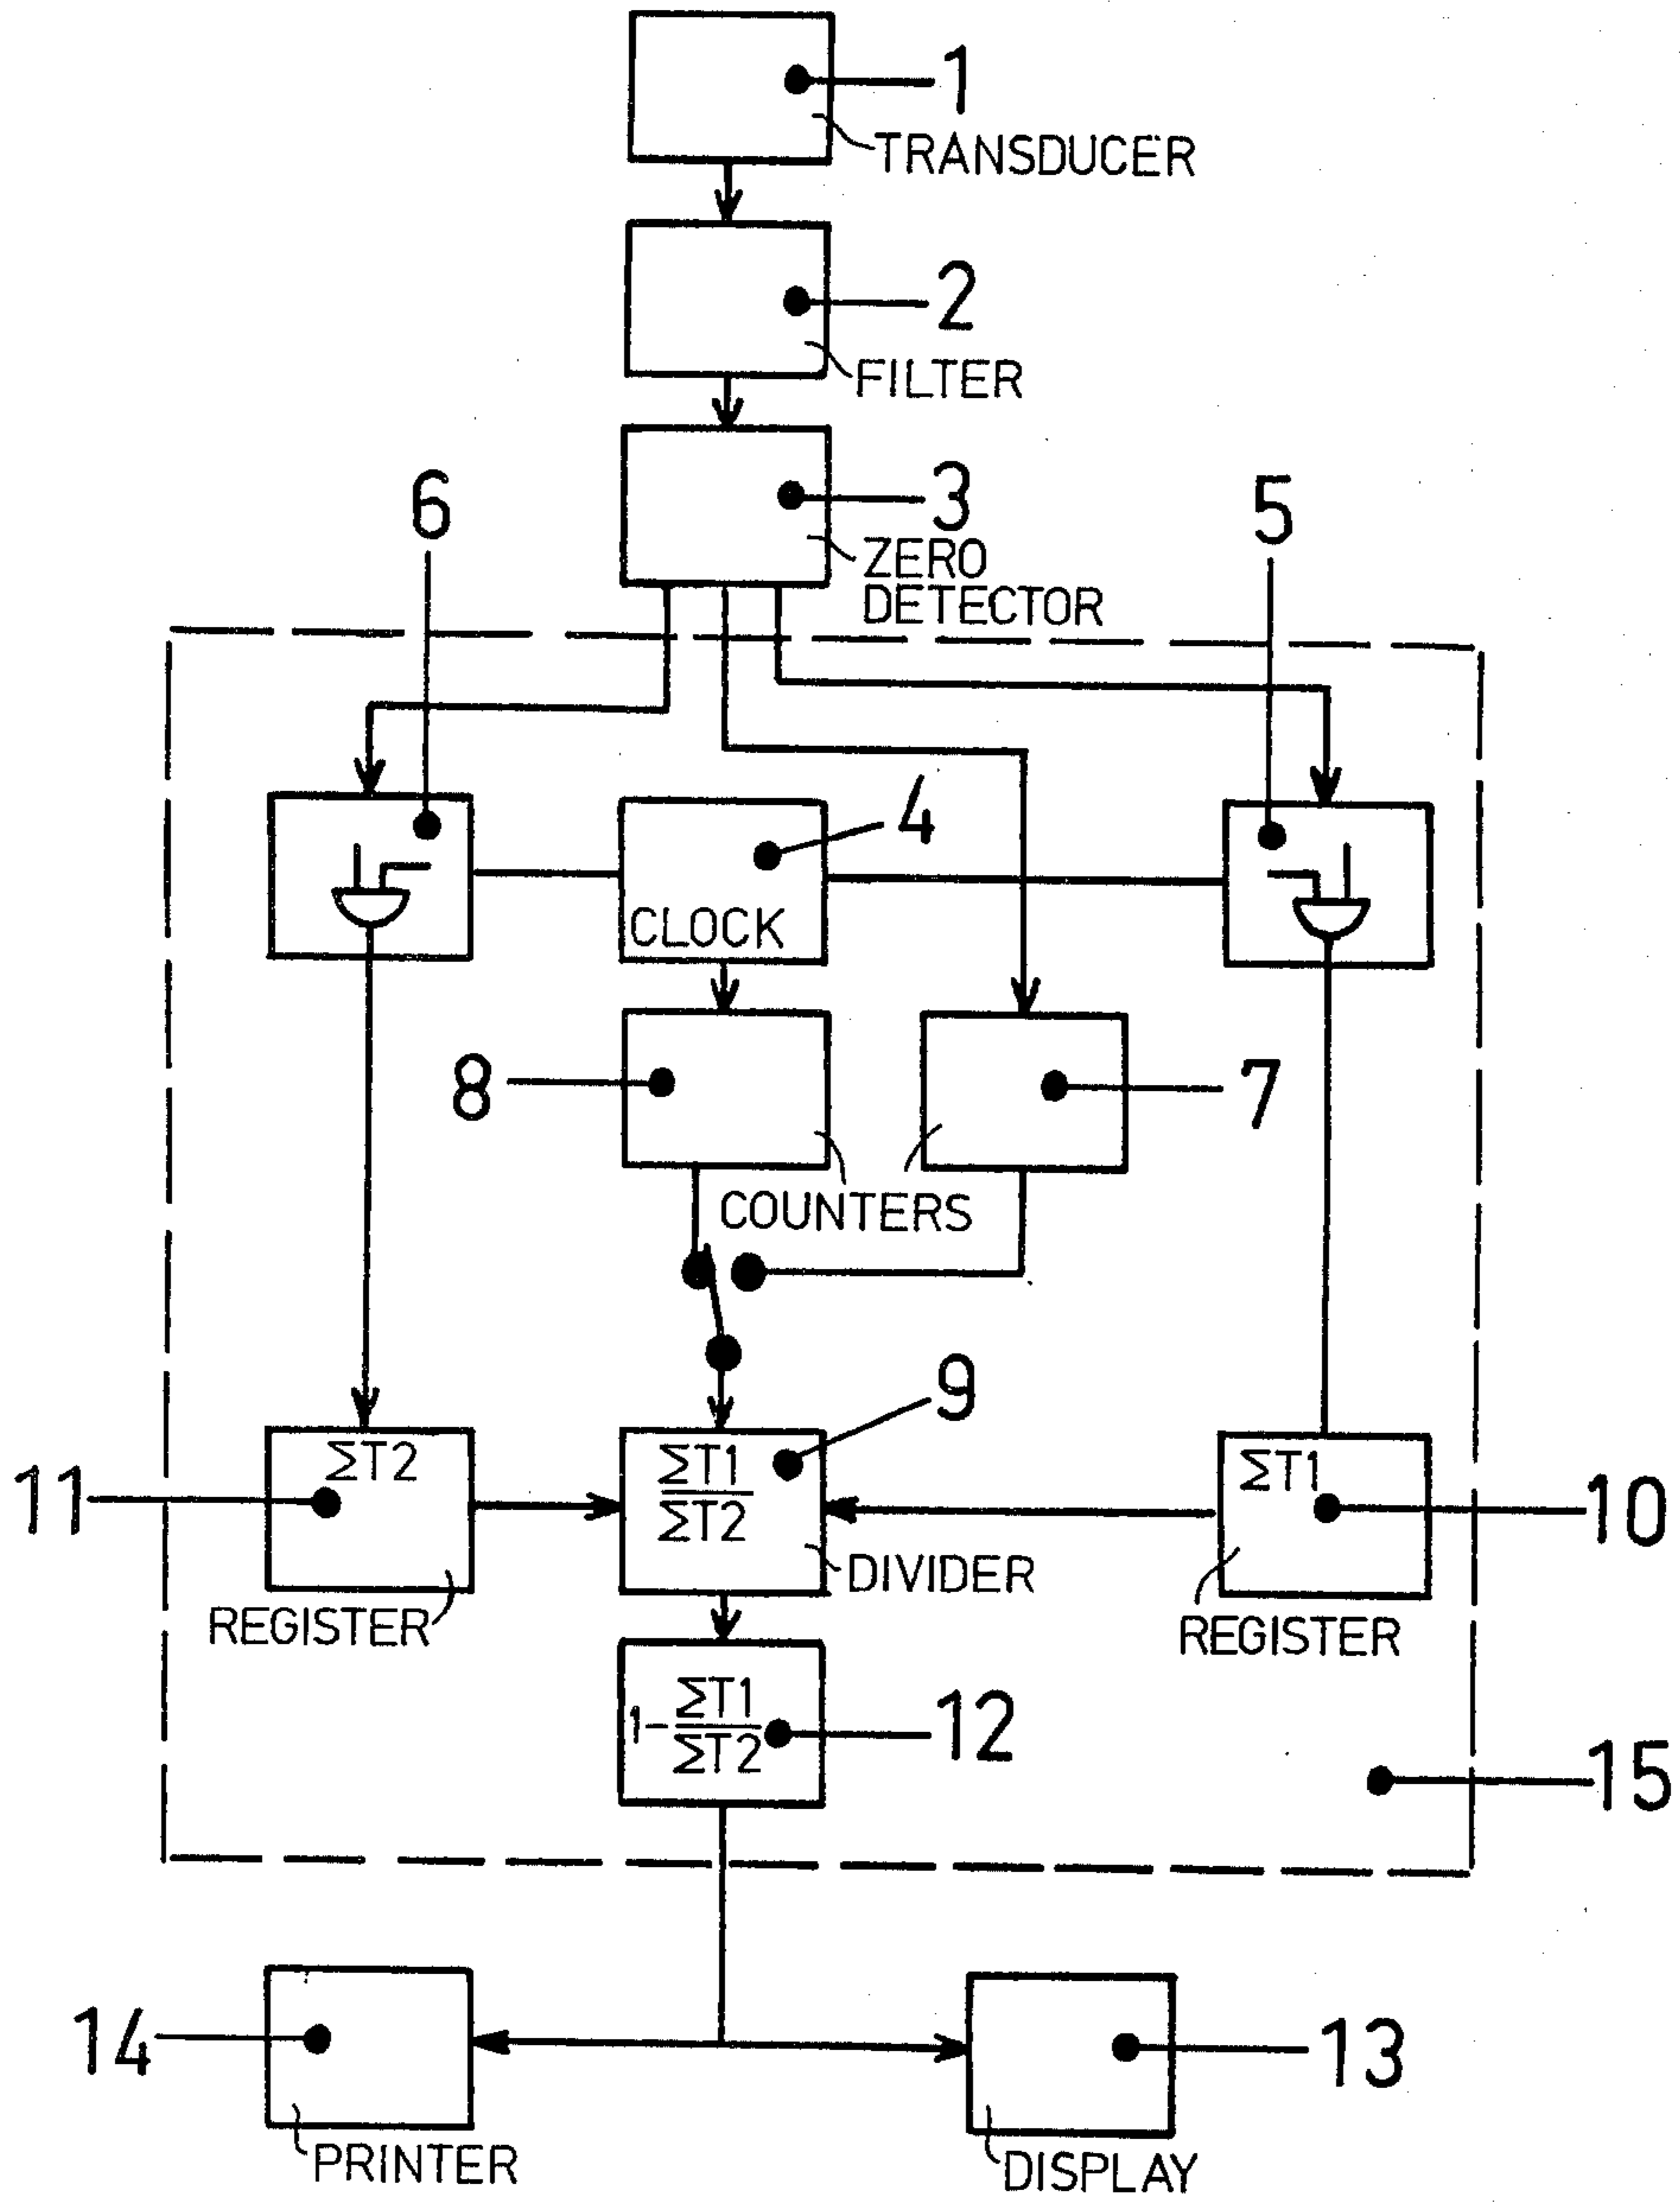 1
TRANSDUCER
2
FILTER
3
6
5
ZERO
DETECTOR
4
CLOCK
8
7
COUNTERS
9
ΣT2
ΣT1
ΣT2
ΣT1
11
10
DIVIDER
REGISTER
REGISTER
1-ΣT1
ΣT2
12
15
14
13
PRINTER
DISPLAY